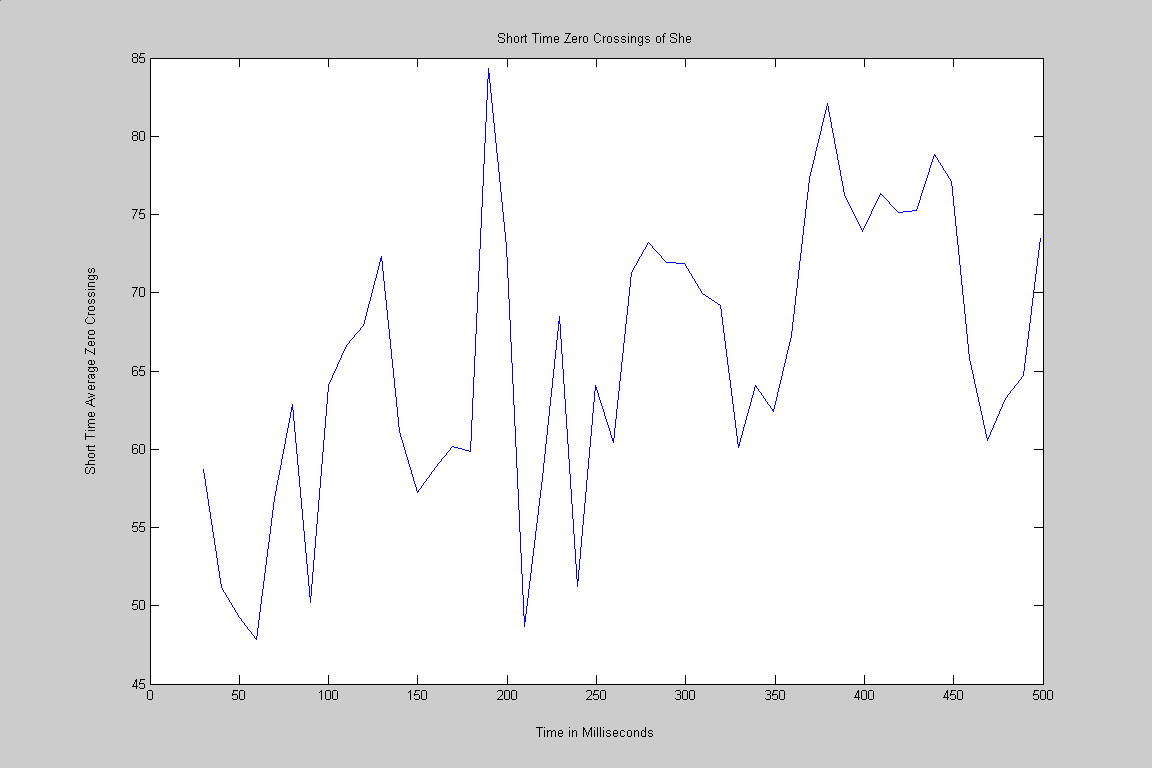 Short Time Zero Crossings of She
85
80
75
70
65
60
55
50
45
Short Time Average Zero Crossings
0 50 100 150 200 250 300 350 400 450 500
Time in Milliseconds